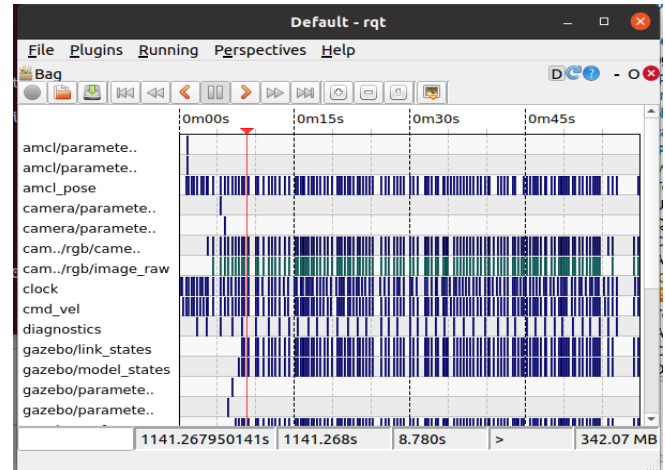 Default - rqt
File Plugins Running Perspectives Help
Bag D - O
0m00s 0m15s 0m30s 0m45s
amcl/paramete..
amcl/paramete..
amcl_pose
camera/paramete..
camera/paramete..
cam../rgb/came..
cam../rgb/image_raw
clock
cmd_vel
diagnostics
gazebo/link_states
gazebo/model_states
gazebo/paramete..
gazebo/paramete..
1141.267950141s 1141.268s 8.780s > 342.07 MB